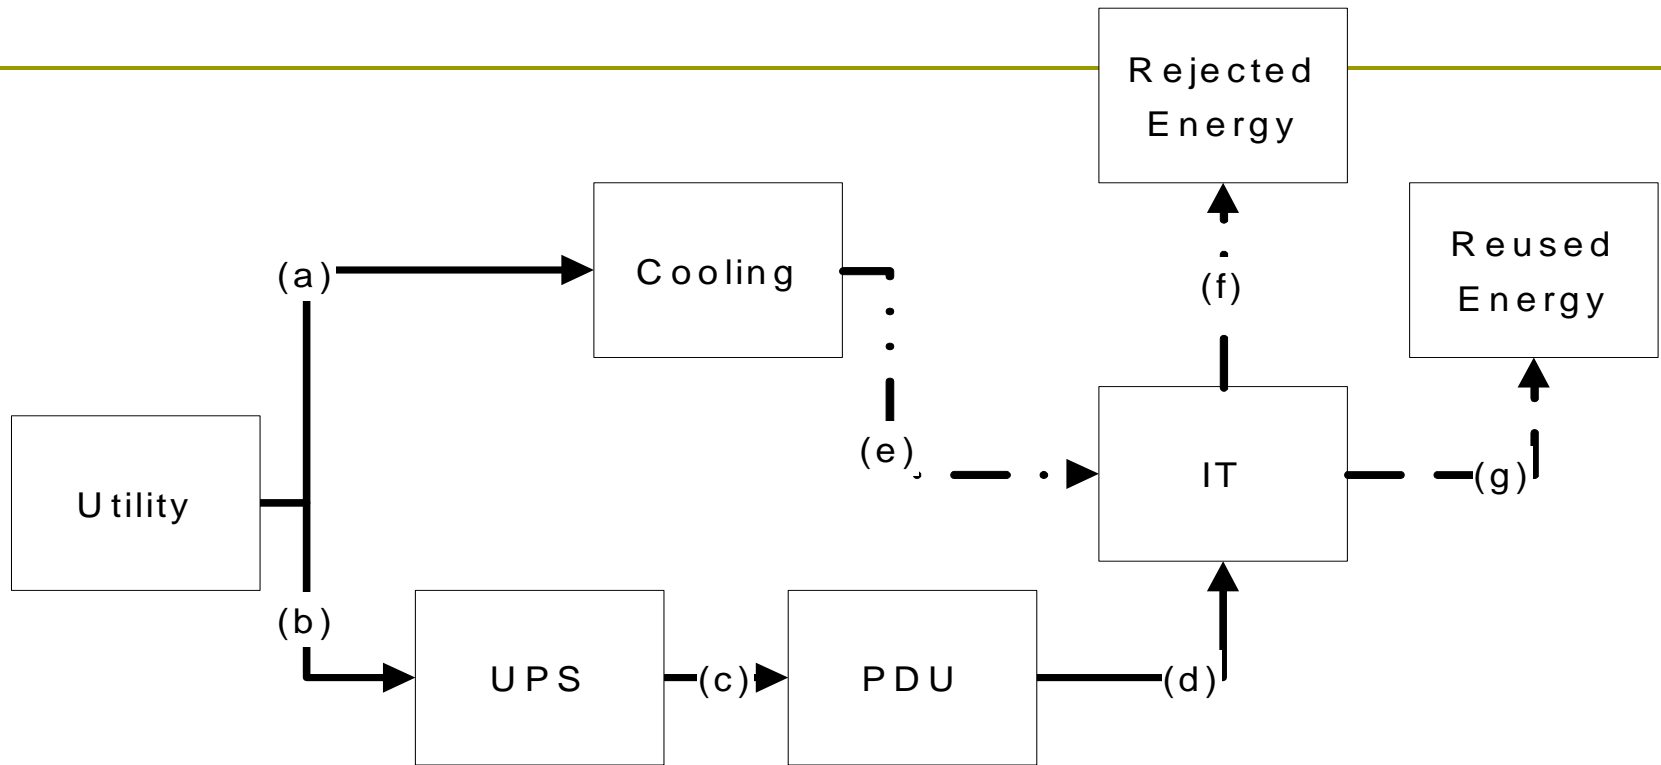 Rejected
Energy
(a)
Cooling
(f)
Reused
Energy
(e)
Utility
IT
(g)
(b)
UPS
(c)
PDU
(d)